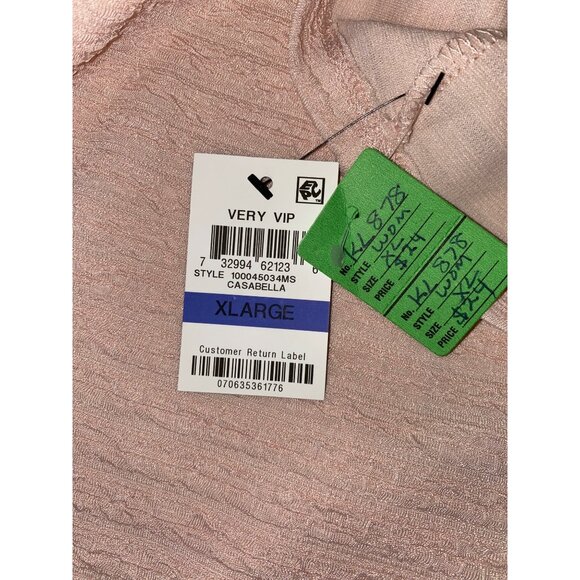 VERY VIP
7 32994 62123 6
STYLE 100045034MS
CASABELLA
XLARGE
Customer Return Label
070635361776
No. KL 878
STYLE WOM
SIZE XL
PRICE $24
No. KL 878
STYLE WOM
SIZE XL
PRICE $24